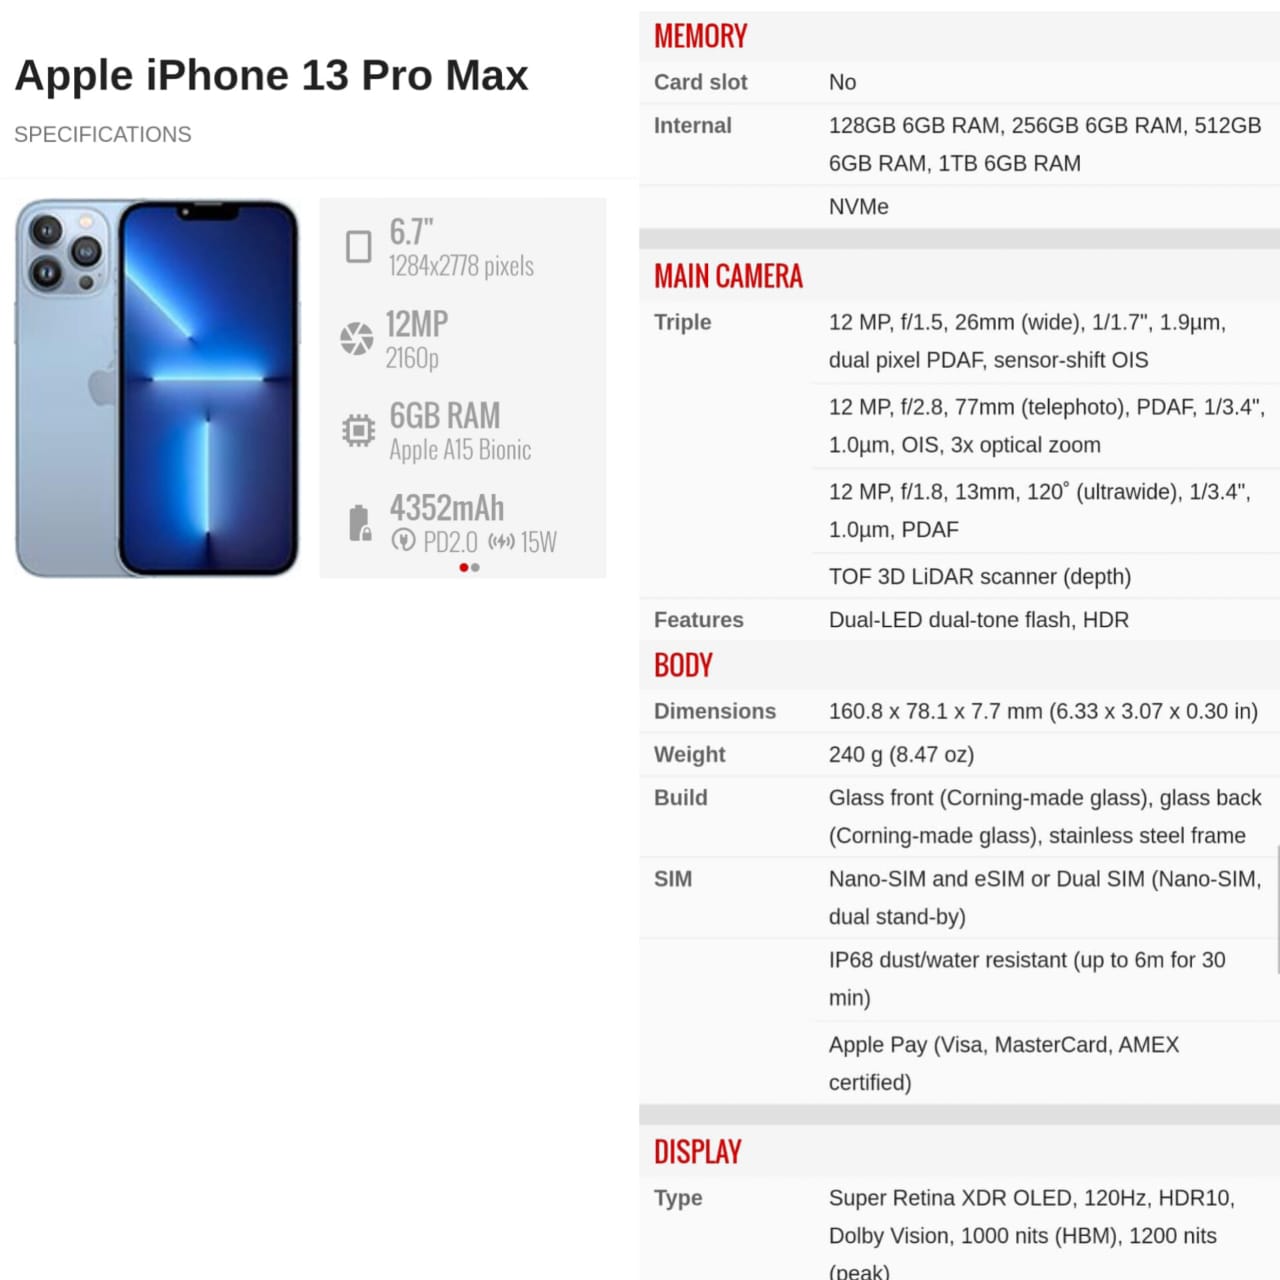 Apple iPhone 13 Pro Max
SPECIFICATIONS
6.7"
1284x2778 pixels
12MP
2160p
6GB RAM
Apple A15 Bionic
4352mAh
PD2.0 15W
MEMORY
Card slot No
Internal 128GB 6GB RAM, 256GB 6GB RAM, 512GB
6GB RAM, 1TB 6GB RAM
NVMe
MAIN CAMERA
Triple 12 MP, f/1.5, 26mm (wide), 1/1.7", 1.9µm,
dual pixel PDAF, sensor-shift OIS
12 MP, f/2.8, 77mm (telephoto), PDAF, 1/3.4",
1.0µm, OIS, 3x optical zoom
12 MP, f/1.8, 13mm, 120˚ (ultrawide), 1/3.4",
1.0µm, PDAF
TOF 3D LiDAR scanner (depth)
Features Dual-LED dual-tone flash, HDR
BODY
Dimensions 160.8 x 78.1 x 7.7 mm (6.33 x 3.07 x 0.30 in)
Weight 240 g (8.47 oz)
Build Glass front (Corning-made glass), glass back
(Corning-made glass), stainless steel frame
SIM Nano-SIM and eSIM or Dual SIM (Nano-SIM,
dual stand-by)
IP68 dust/water resistant (up to 6m for 30
min)
Apple Pay (Visa, MasterCard, AMEX
certified)
DISPLAY
Type Super Retina XDR OLED, 120Hz, HDR10,
Dolby Vision, 1000 nits (HBM), 1200 nits
(peak)